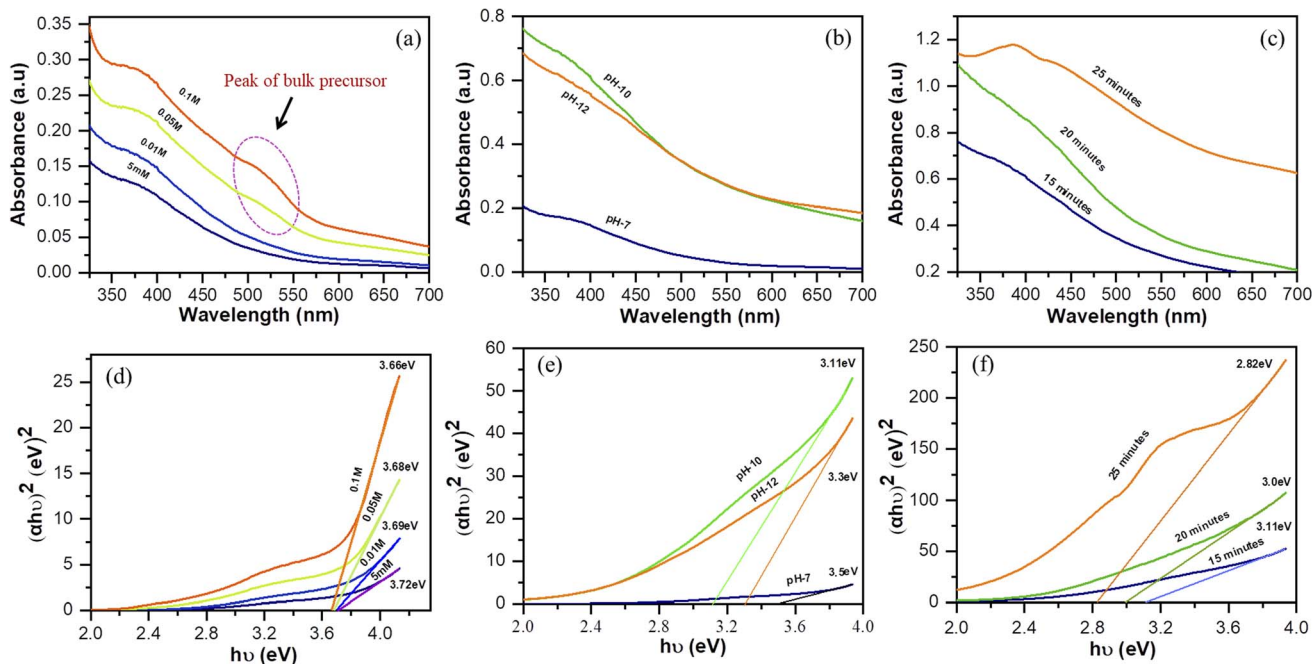 (a)
Peak of bulk precursor
0.1M
0.05M
0.01M
5mM
0.35
0.30
0.25
0.20
0.15
0.10
0.05
0.00
350 400 450 500 550 600 650 700
Absorbance (a.u)
Wavelength (nm)
(b)
pH-10
pH-12
pH-7
0.8
0.6
0.4
0.2
0.0
350 400 450 500 550 600 650 700
Absorbance (a.u)
Wavelength (nm)
(c)
25 minutes
20 minutes
15 minutes
1.2
1.0
0.8
0.6
0.4
0.2
350 400 450 500 550 600 650 700
Absorbance (a.u)
Wavelength (nm)
(d)
3.66eV
0.1M
3.68eV
0.05M
3.69eV
0.01M
5mM
3.72eV
25
20
15
10
5
0
2.0 2.4 2.8 3.2 3.6 4.0
(αhυ)² (eV)²
hυ (eV)
(e)
3.11eV
pH-10
pH-12
3.3eV
pH-7
3.5eV
60
50
40
30
20
10
0
2.0 2.4 2.8 3.2 3.6 4.0
(αhυ)² (eV)²
hυ (eV)
(f)
2.82eV
25 minutes
3.0eV
20 minutes
3.11eV
15 minutes
250
200
150
100
50
0
2.0 2.4 2.8 3.2 3.6 4.0
(αhυ)² (eV)²
hυ (eV)